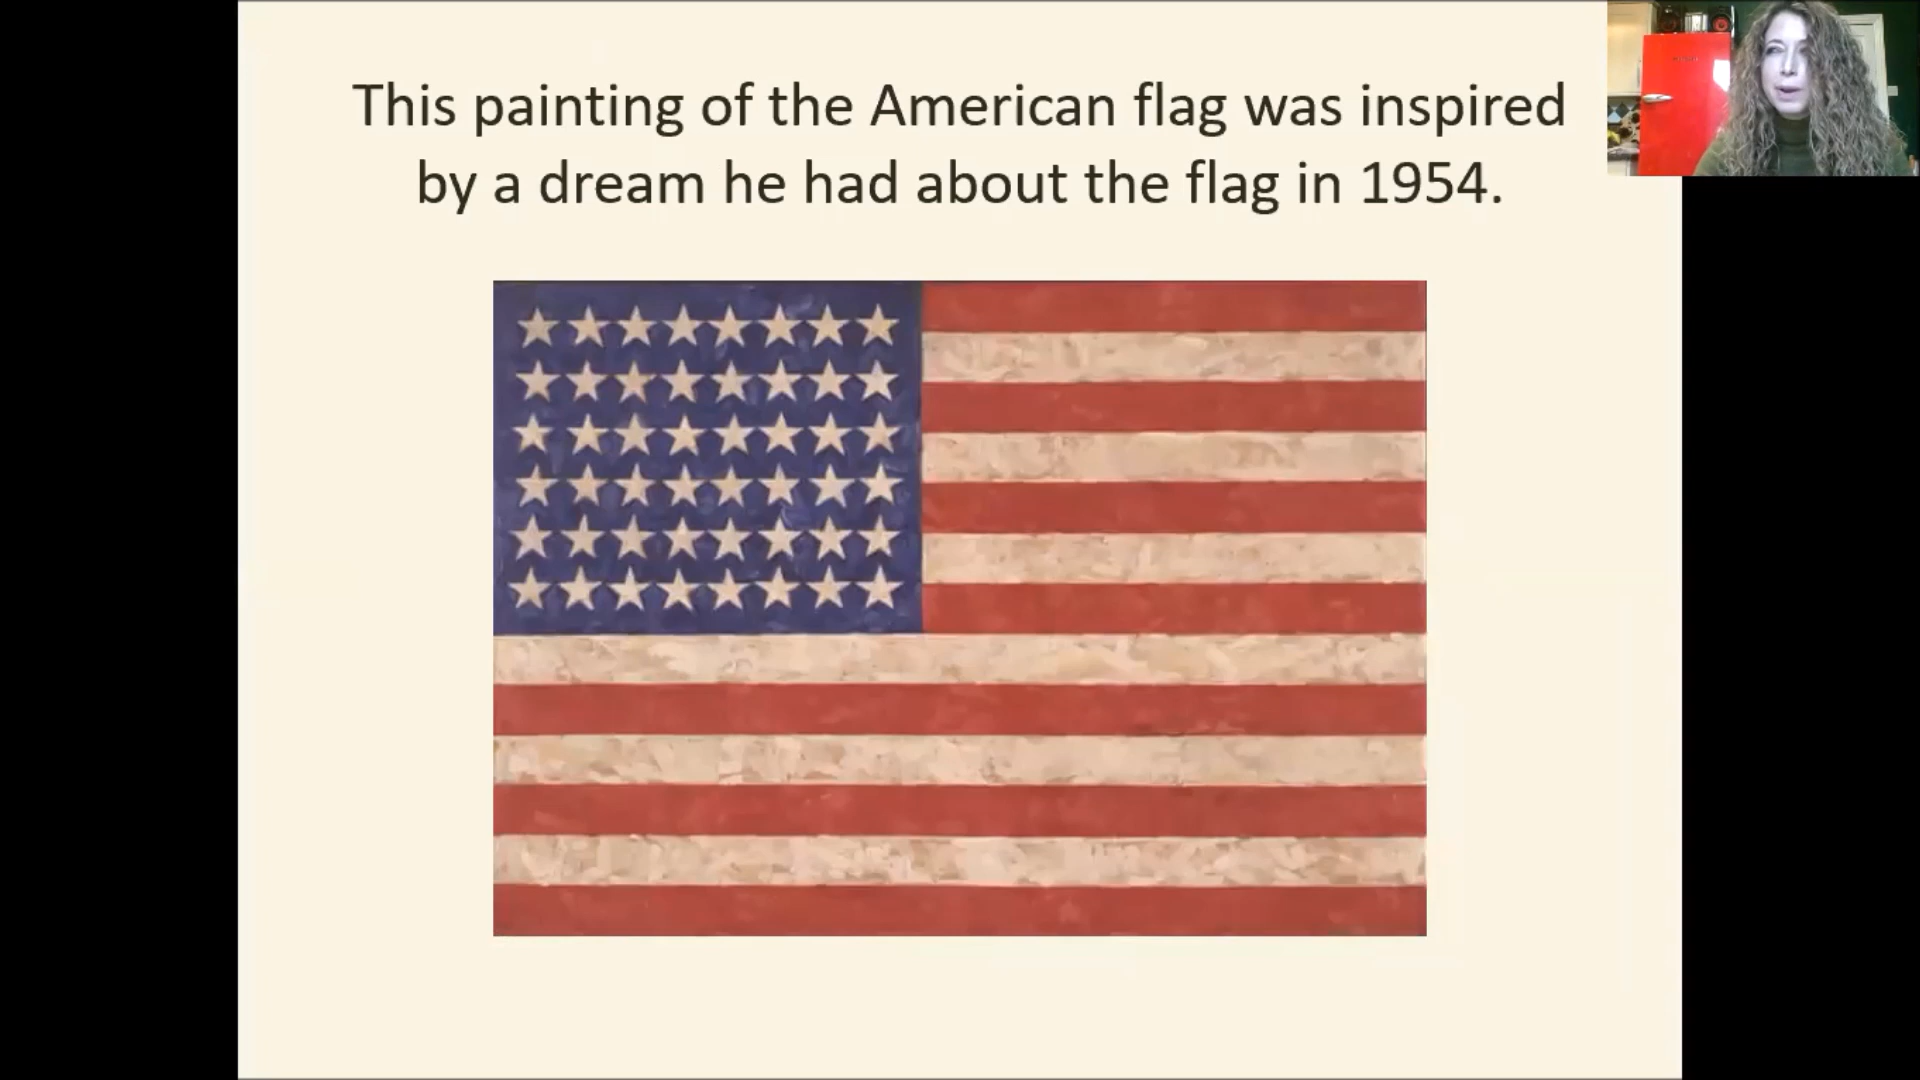 This painting of the American flag was inspired
by a dream he had about the flag in 1954.